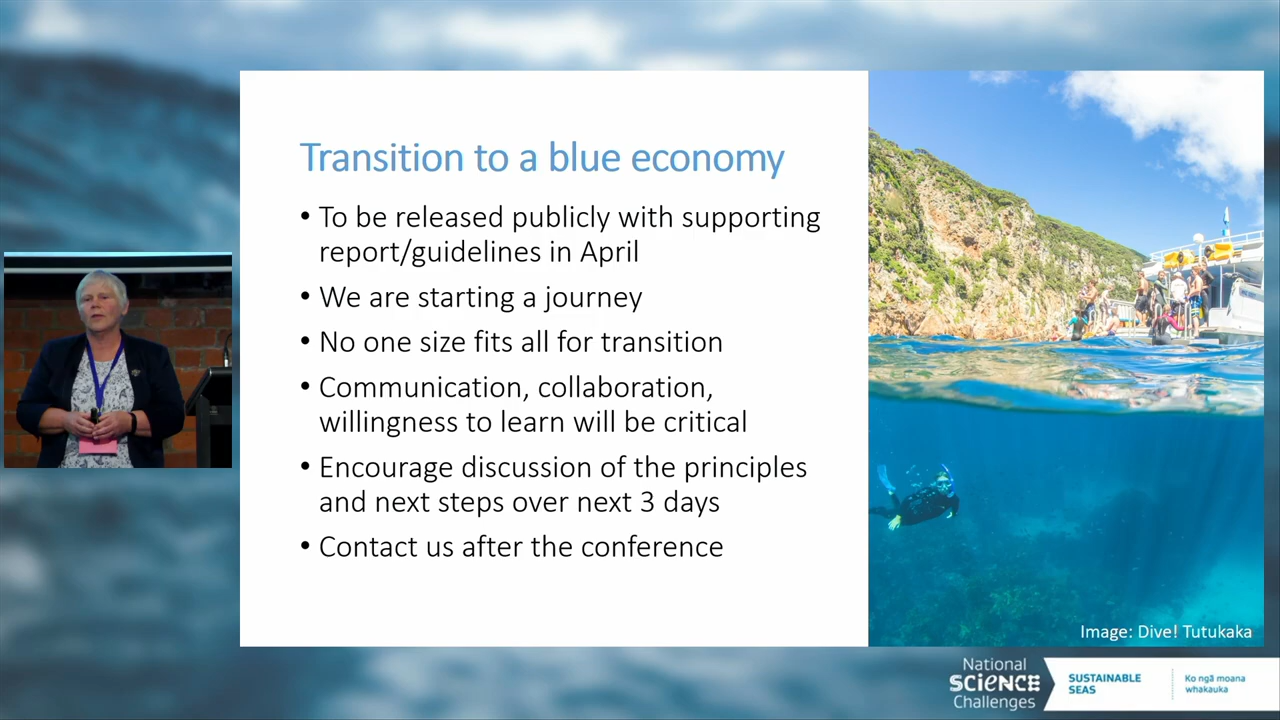 Transition to a blue economy
• To be released publicly with supporting
report/guidelines in April
• We are starting a journey
• No one size fits all for transition
• Communication, collaboration,
willingness to learn will be critical
• Encourage discussion of the principles
and next steps over next 3 days
• Contact us after the conference
Image: Dive! Tutukaka
National
SCIENCE
Challenges
SUSTAINABLE
SEAS
Ko ngā moana
whakauka